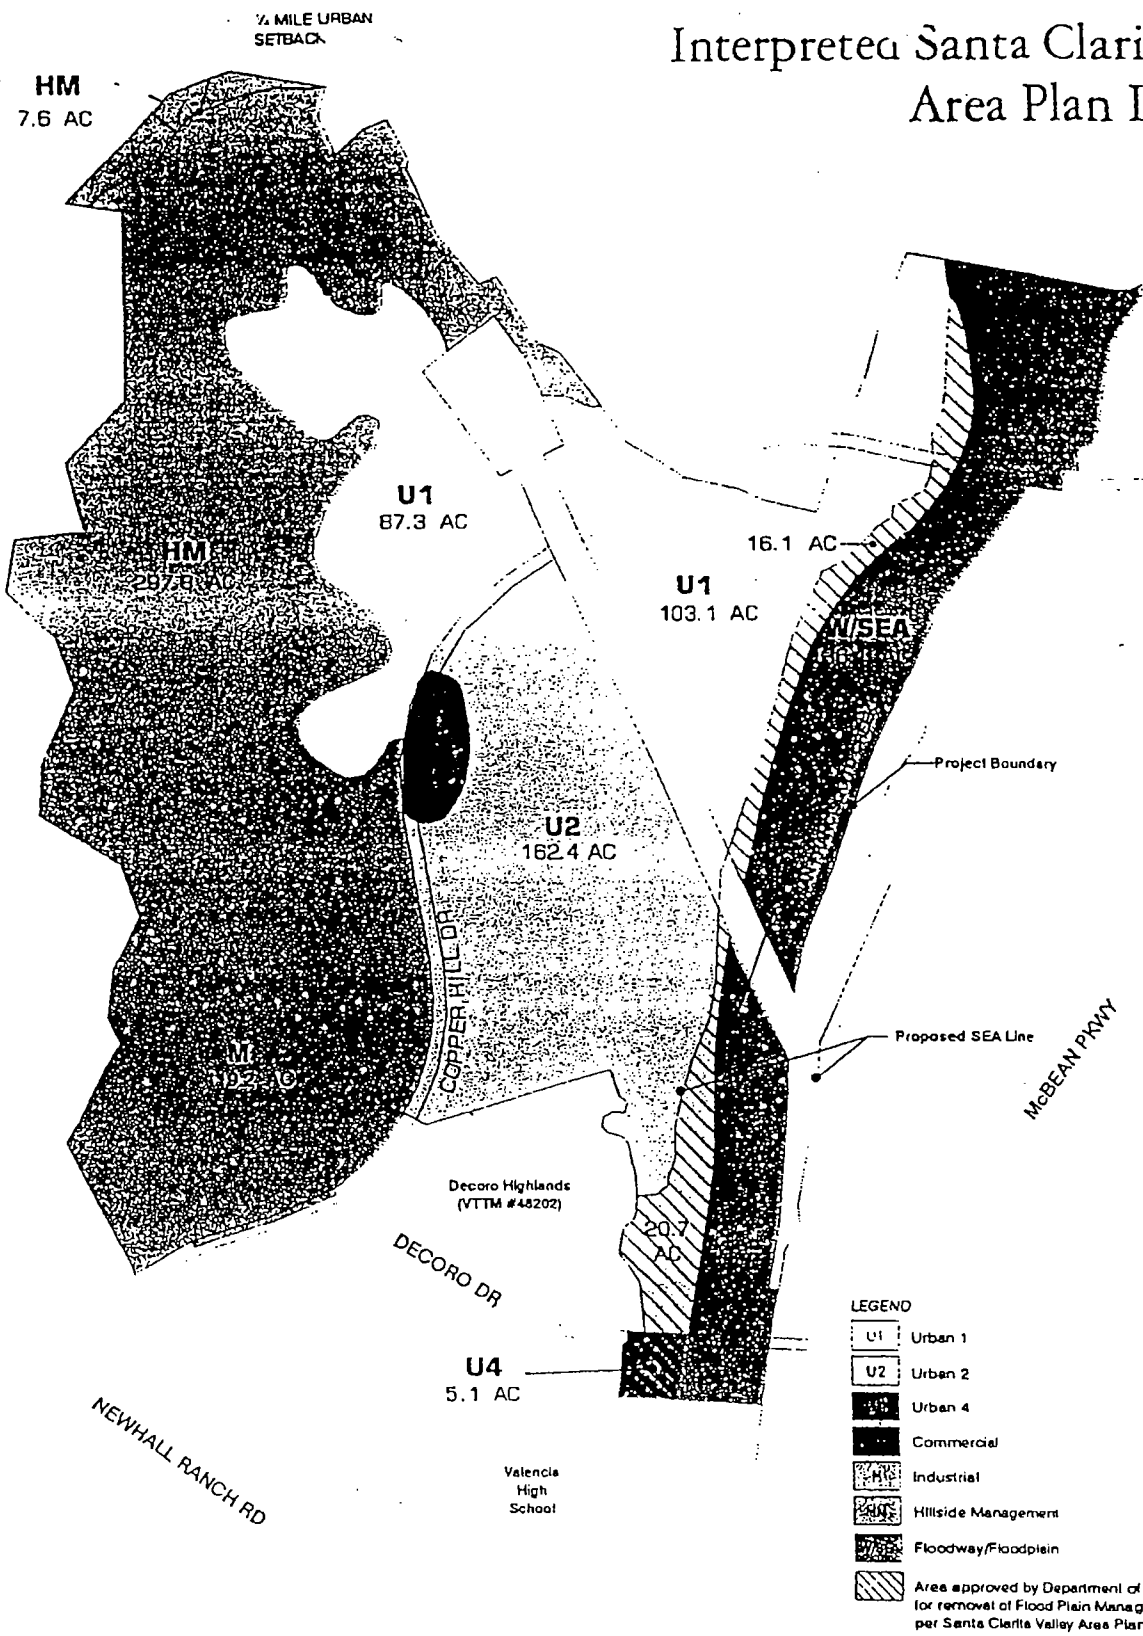 ¼ MILE URBAN
SETBACK
Interpreted Santa Clari
Area Plan
HM
7.6 AC
U1
87.3 AC
HM
297.8 AC
16.1 AC
U1
103.1 AC
W/SEA
Project Boundary
U2
162.4 AC
COPPER HILL DR
Proposed SEA Line
McBEAN PKWY
M
Decoro Highlands
(VTTM #48202)
20.7
AC
DECORO DR
U4
5.1 AC
NEWHALL RANCH RD
Valencia
High
School
LEGEND
U1 Urban 1
U2 Urban 2
Urban 4
Commercial
Industrial
HM Hillside Management
Floodway/Floodplain
Area approved by Department of
for removal of Flood Plain Manag
per Santa Clarita Valley Area Plan